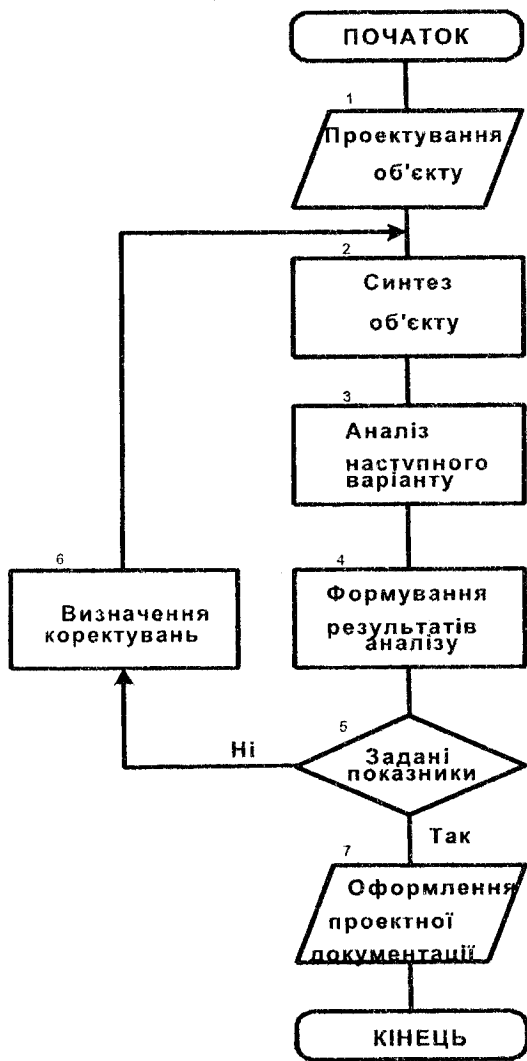 ПОЧАТОК
1
Проектування
об'єкту
2
Синтез
об'єкту
3
Аналіз
наступного
варіанту
4
Формування
результатів
аналізу
5
Задані
показники
Ні
6
Визначення
коректувань
Так
7
Оформлення
проектної
документації
КІНЕЦЬ